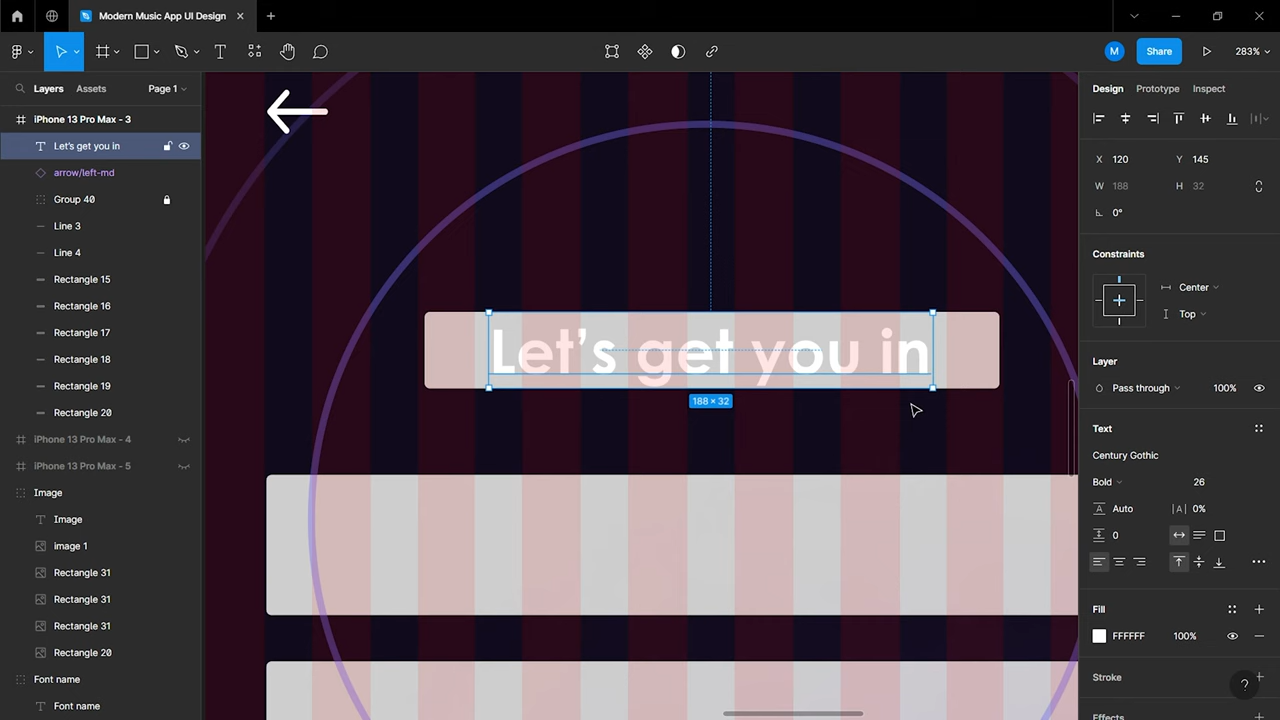 Modern Music App UI Design
M
Share
283%
Layers
Assets
Page 1
Design
Prototype
Inspect
iPhone 13 Pro Max - 3
Let's get you in
arrow/left-md
Group 40
Line 3
Line 4
Rectangle 15
Rectangle 16
Rectangle 17
Rectangle 18
Rectangle 19
Rectangle 20
iPhone 13 Pro Max - 4
iPhone 13 Pro Max - 5
Image
Image
image 1
Rectangle 31
Rectangle 31
Rectangle 31
Rectangle 20
Font name
Font name
Let's get you in
188 × 32
X 120 Y 145
W 188 H 32
0°
Constraints
Center
Top
Layer
Pass through 100%
Text
Century Gothic
Bold 26
A Auto |A| 0%
0
Fill
FFFFFF 100%
Stroke
Effects
?